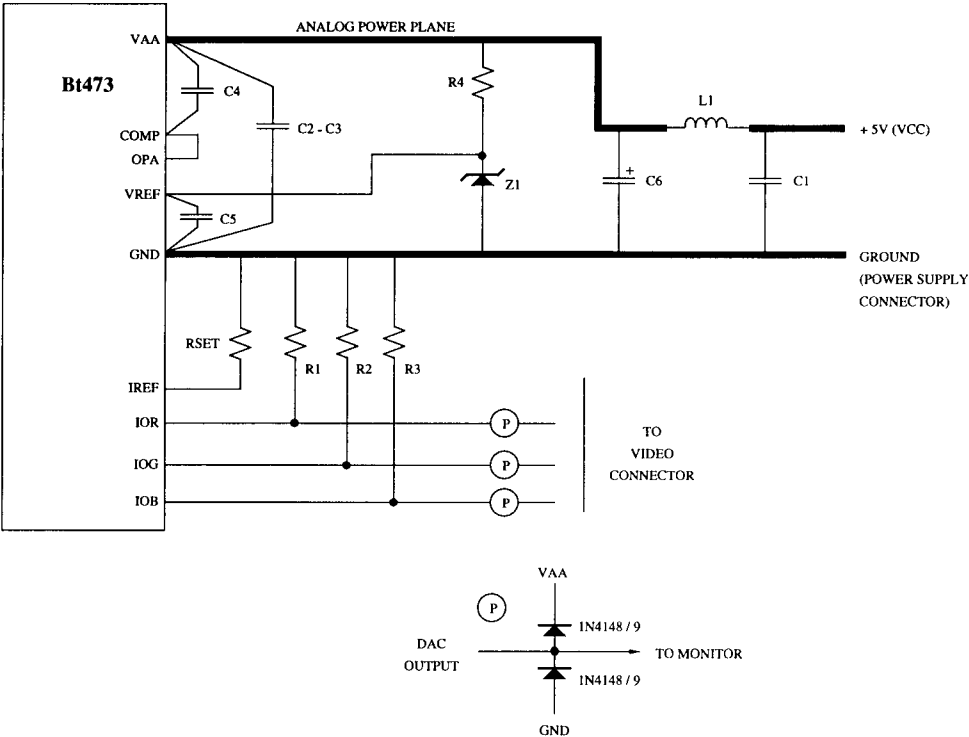 ANALOG POWER PLANE
VAA
Bt473
C4
R4
L1
C2 - C3
+ 5V (VCC)
COMP
OPA
VREF
Z1
+
C6
C1
C5
GND
GROUND
(POWER SUPPLY
CONNECTOR)
RSET
R1
R2
R3
IREF
IOR
P
TO
VIDEO
CONNECTOR
IOG
P
IOB
P
VAA
P
1N4148 / 9
DAC
OUTPUT
TO MONITOR
1N4148 / 9
GND